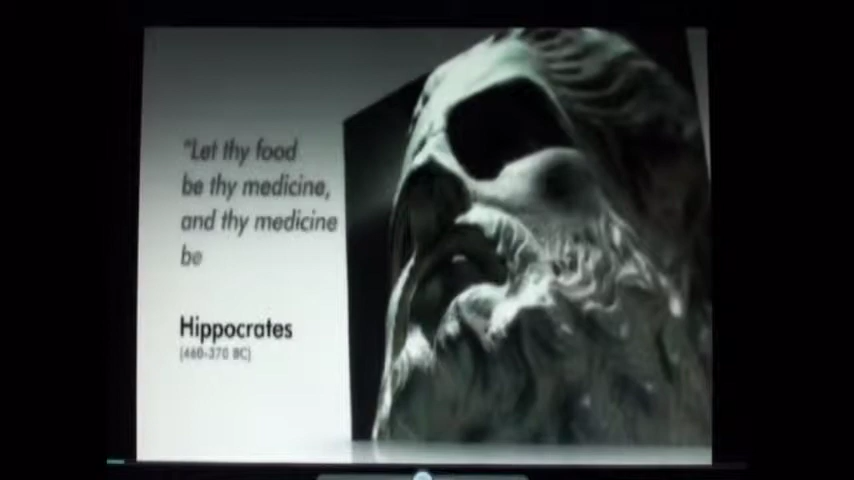 "Let thy food
be thy medicine,
and thy medicine
be
Hippocrates
(460-370 BC)